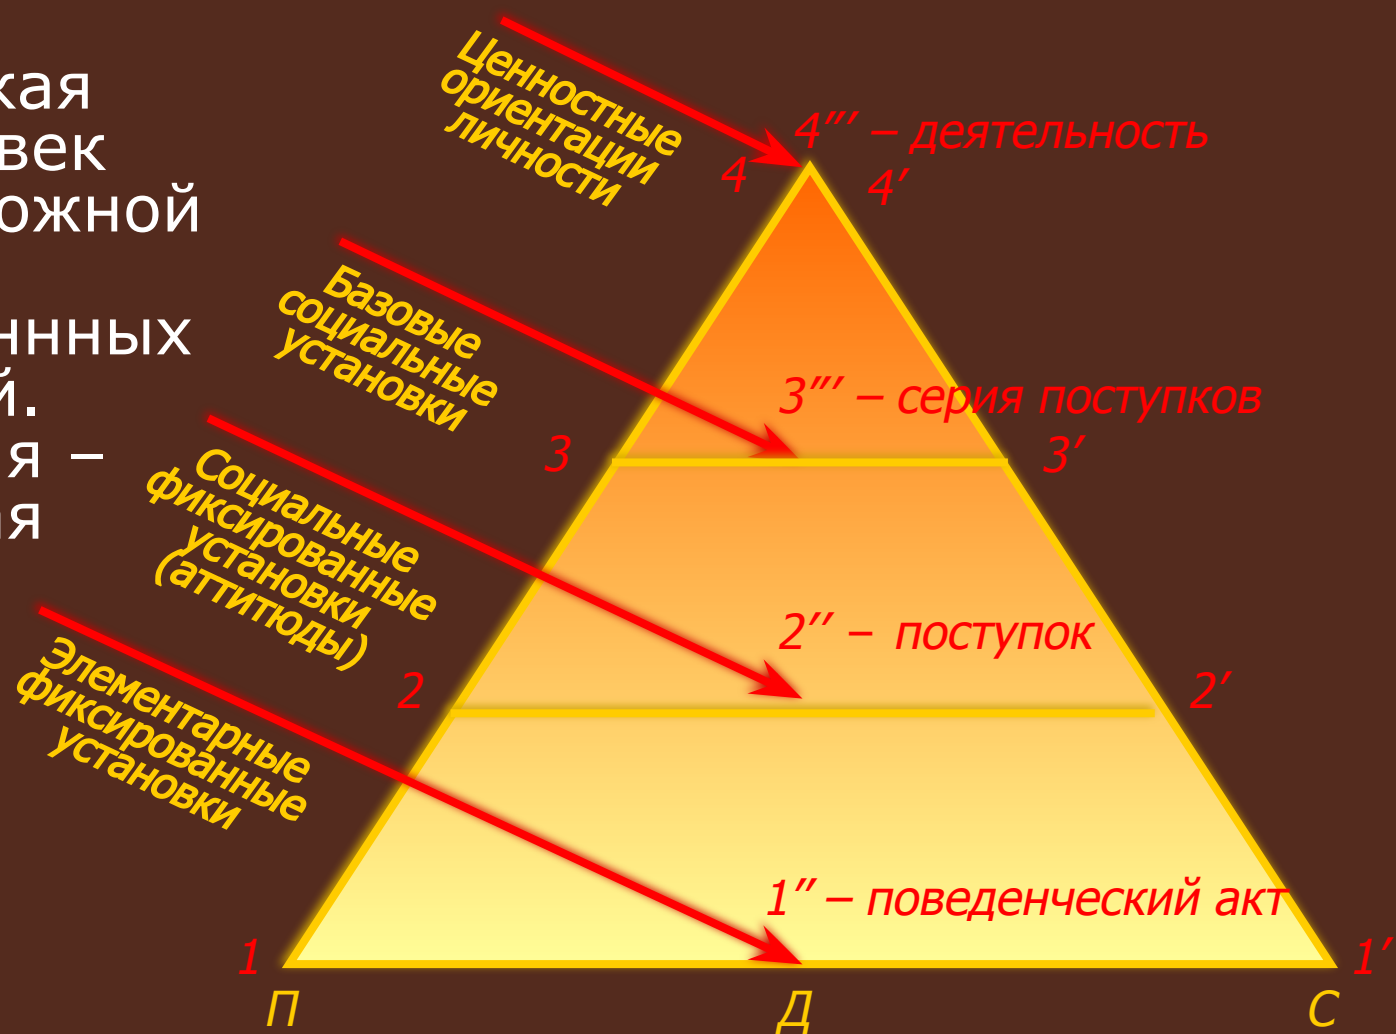 кая
век
ожной
ннных
й.
я –
ая
Ценностные
ориентации
личности
4 4‴ – деятельность 4′
Базовые
социальные
установки
3‴ – серия поступков
3 3′
Социальные
фиксированные
установки
(аттитюды)
2″ – поступок
2 2′
Элементарные
фиксированные
установки
1″ – поведенческий акт
1 1′
П Д С